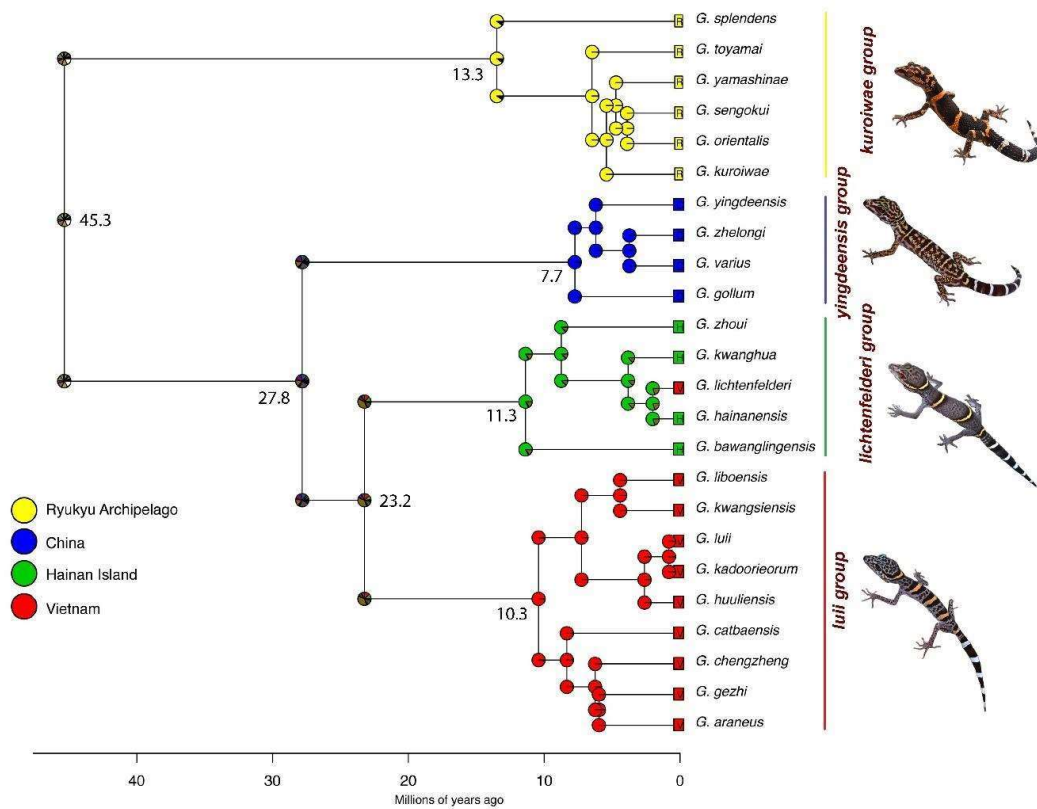 G. splendens
G. toyamai
G. yamashinae
G. sengokui
G. orientalis
G. kuroiwae
G. yingdeensis
G. zhelongi
G. varius
G. gollum
G. zhoui
G. kwanghua
G. lichtenfelderi
G. hainanensis
G. bawanglingensis
G. liboensis
G. kwangsiensis
G. luii
G. kadoorieorum
G. huuliensis
G. catbaensis
G. chengzheng
G. gezhi
G. araneus
kuroiwae group
yingdeensis group
lichtenfelderi group
luii group
13.3
45.3
7.7
27.8
11.3
23.2
10.3
Ryukyu Archipelago
China
Hainan Island
Vietnam
40 30 20 10 0
Millions of years ago